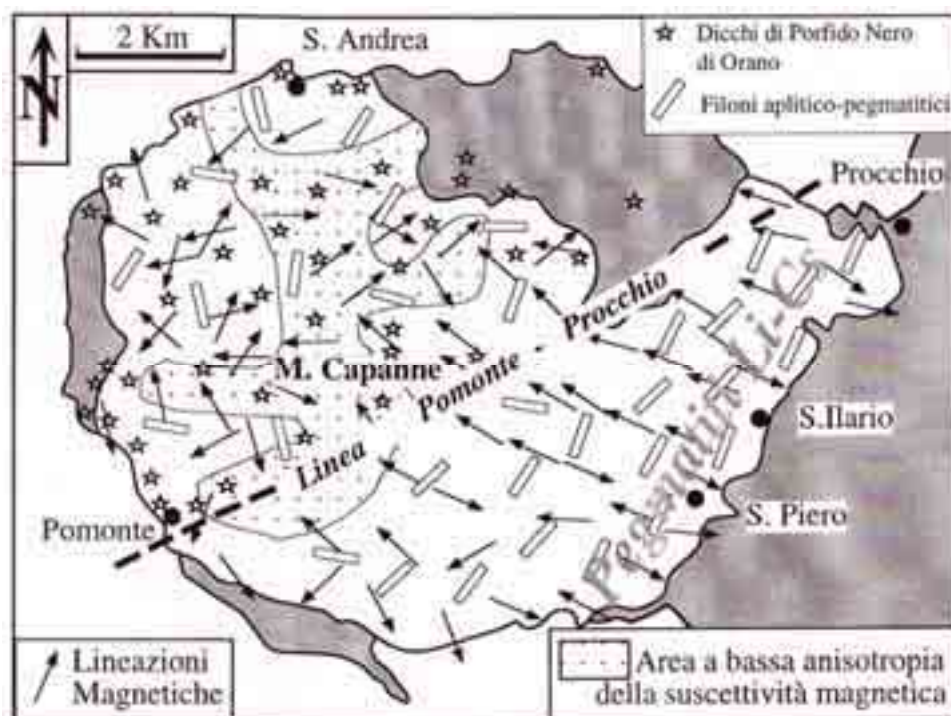 N
2 Km
S. Andrea
Dicchi di Porfido Nero
di Orano
Filoni aplitico-pegmatitici
Procchio
Linea Pomonte Procchio
M. Capanne
Pegmatiti Li-Cs
S.Ilario
S. Piero
Pomonte
Lineazioni
Magnetiche
Area a bassa anisotropia
della suscettività magnetica